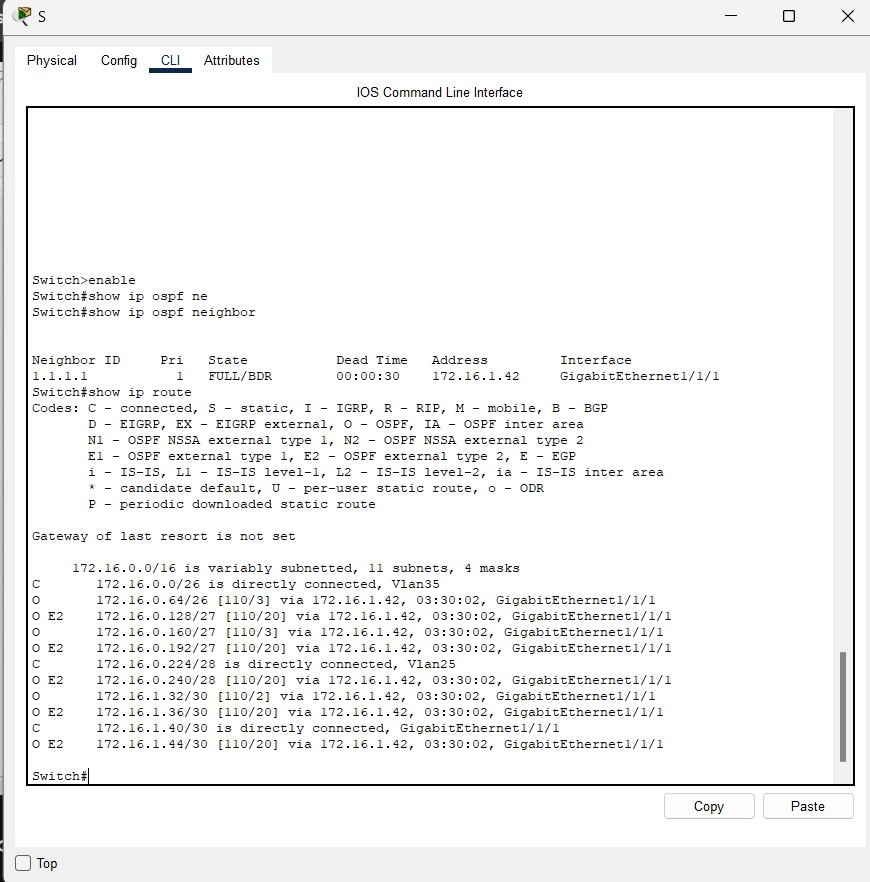 S
Physical Config CLI Attributes
IOS Command Line Interface
Switch>enable
Switch#show ip ospf ne
Switch#show ip ospf neighbor
Neighbor ID     Pri   State           Dead Time   Address         Interface
1.1.1.1           1   FULL/BDR        00:00:30    172.16.1.42     GigabitEthernet1/1/1
Switch#show ip route
Codes: C - connected, S - static, I - IGRP, R - RIP, M - mobile, B - BGP
       D - EIGRP, EX - EIGRP external, O - OSPF, IA - OSPF inter area
       N1 - OSPF NSSA external type 1, N2 - OSPF NSSA external type 2
       E1 - OSPF external type 1, E2 - OSPF external type 2, E - EGP
       i - IS-IS, L1 - IS-IS level-1, L2 - IS-IS level-2, ia - IS-IS inter area
       * - candidate default, U - per-user static route, o - ODR
       P - periodic downloaded static route
Gateway of last resort is not set
     172.16.0.0/16 is variably subnetted, 11 subnets, 4 masks
C       172.16.0.0/26 is directly connected, Vlan35
O       172.16.0.64/26 [110/3] via 172.16.1.42, 03:30:02, GigabitEthernet1/1/1
O E2    172.16.0.128/27 [110/20] via 172.16.1.42, 03:30:02, GigabitEthernet1/1/1
O       172.16.0.160/27 [110/3] via 172.16.1.42, 03:30:02, GigabitEthernet1/1/1
O E2    172.16.0.192/27 [110/20] via 172.16.1.42, 03:30:02, GigabitEthernet1/1/1
C       172.16.0.224/28 is directly connected, Vlan25
O E2    172.16.0.240/28 [110/20] via 172.16.1.42, 03:30:02, GigabitEthernet1/1/1
O       172.16.1.32/30 [110/2] via 172.16.1.42, 03:30:02, GigabitEthernet1/1/1
O E2    172.16.1.36/30 [110/20] via 172.16.1.42, 03:30:02, GigabitEthernet1/1/1
C       172.16.1.40/30 is directly connected, GigabitEthernet1/1/1
O E2    172.16.1.44/30 [110/20] via 172.16.1.42, 03:30:02, GigabitEthernet1/1/1
Switch#
Copy Paste
Top